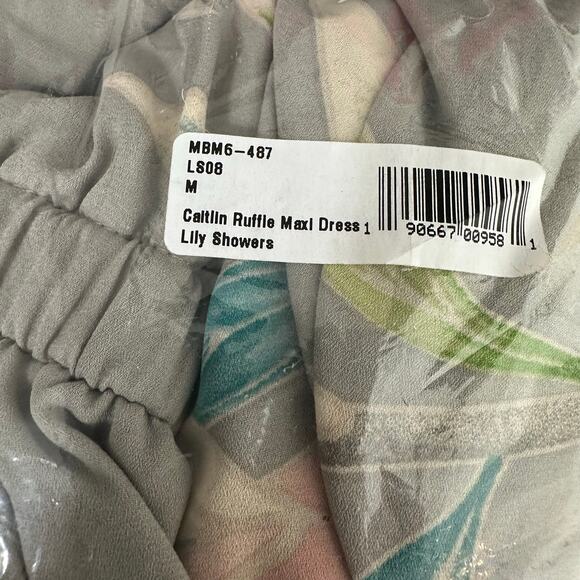 MBM6-487
LS08
M
Caitlin Ruffle Maxi Dress
Lily Showers
1 90667 00958 1